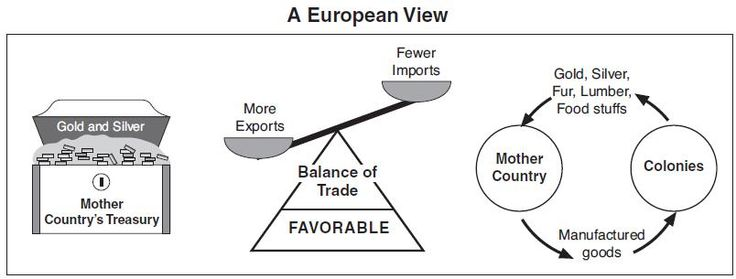 A European View
Gold and Silver
Mother
Country's Treasury
More
Exports
Fewer
Imports
Balance of
Trade
FAVORABLE
Gold, Silver,
Fur, Lumber,
Food stuffs
Mother
Country
Colonies
Manufactured
goods